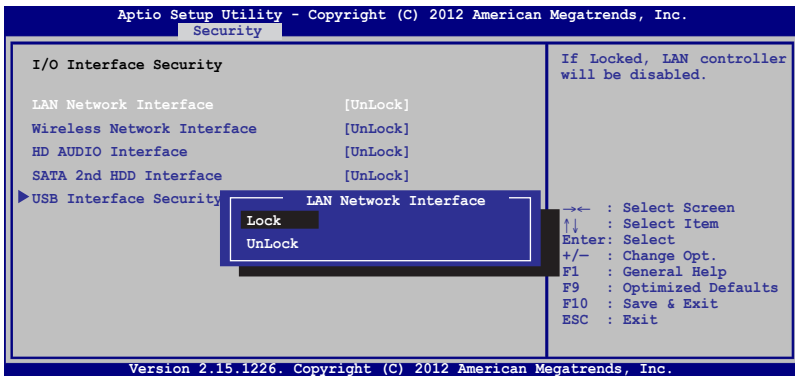 Aptio Setup Utility - Copyright (C) 2012 American Megatrends, Inc.
Security
I/O Interface Security
LAN Network Interface [UnLock]
Wireless Network Interface [UnLock]
HD AUDIO Interface [UnLock]
SATA 2nd HDD Interface [UnLock]
USB Interface Security
LAN Network Interface
Lock
UnLock
If Locked, LAN controller
will be disabled.
→← : Select Screen
↑↓ : Select Item
Enter: Select
+/— : Change Opt.
F1 : General Help
F9 : Optimized Defaults
F10 : Save & Exit
ESC : Exit
Version 2.15.1226. Copyright (C) 2012 American Megatrends, Inc.